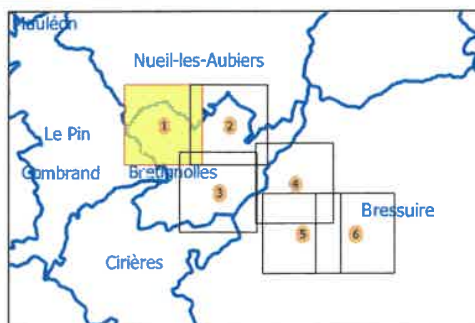 Mauléon
Nueil-les-Aubiers
1
2
Le Pin
Combrand
Bretignolles
3
4
Bressuire
5
6
Cirières